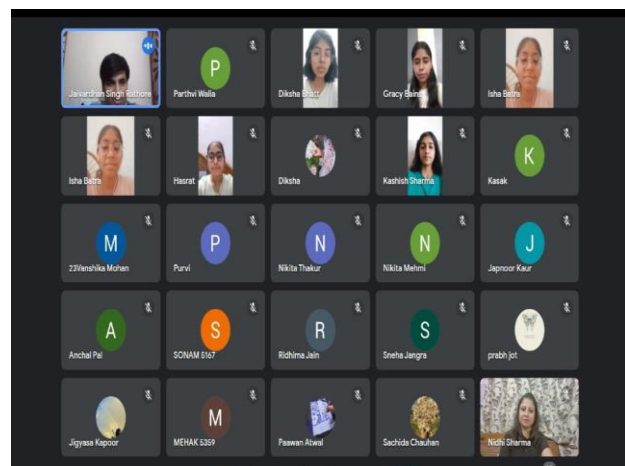 Jaivardhan Singh Rathore
P
Parthvi Walia
Diksha Bhatt
Gracy Bains
Isha Batra
Isha Batra
Hasrat
Diksha
Kashish Sharma
K
Kasak
M
23Vanshika Mohan
P
Purvi
N
Nikita Thakur
N
Nikita Mehmi
J
Japnoor Kaur
A
Anchal Pal
S
SONAM 5167
R
Ridhima Jain
S
Sneha Jangra
prabh jot
Jigyasa Kapoor
M
MEHAK 5359
Paawan Atwal
Sachida Chauhan
Nidhi Sharma